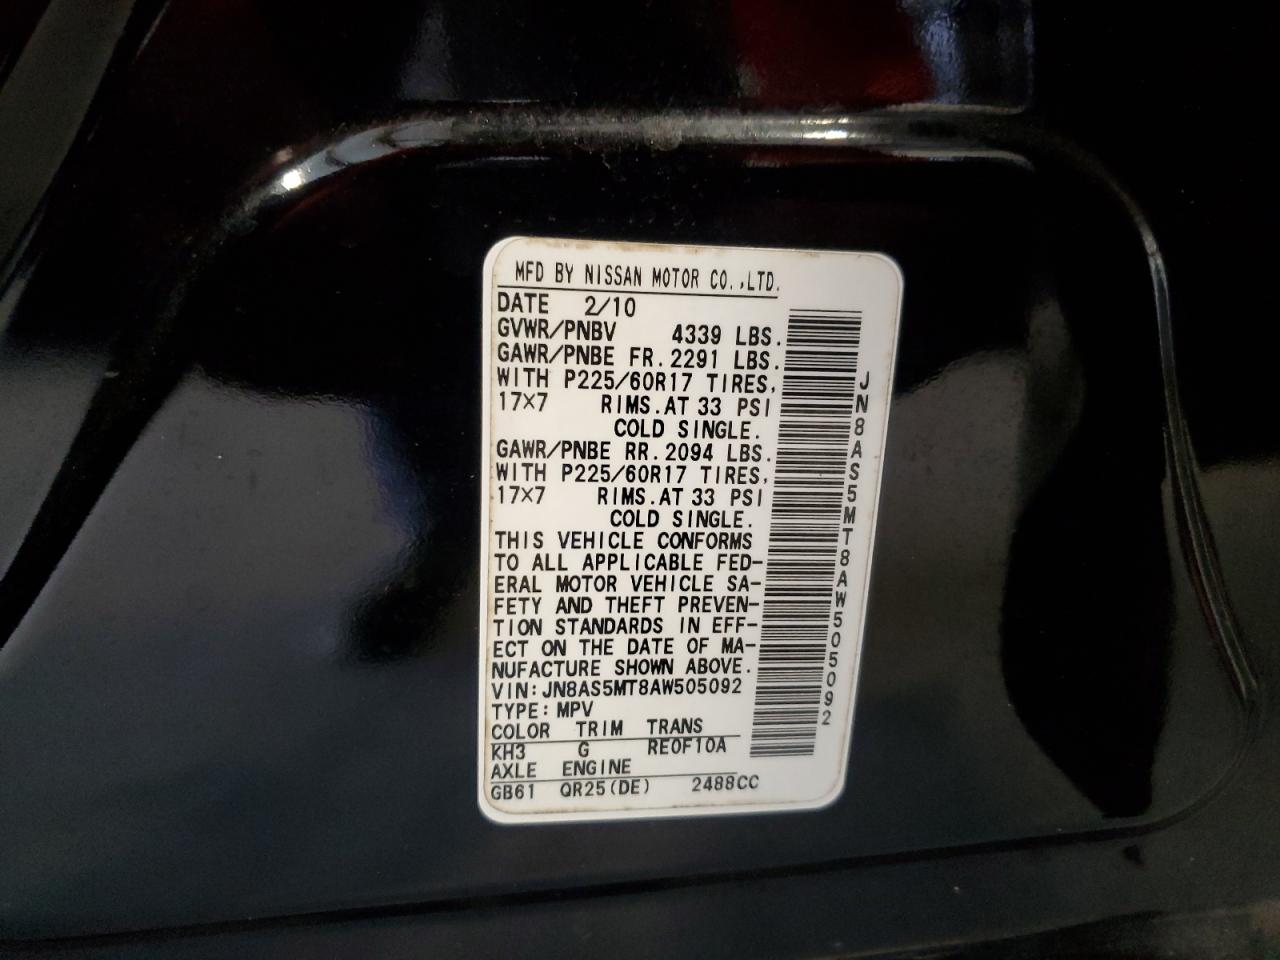 MFD BY NISSAN MOTOR CO.,LTD.
DATE 2/10
GVWR/PNBV 4339 LBS.
GAWR/PNBE FR.2291 LBS.
WITH P225/60R17 TIRES,
17×7 RIMS.AT 33 PSI
COLD SINGLE.
GAWR/PNBE RR.2094 LBS.
WITH P225/60R17 TIRES,
17×7 RIMS.AT 33 PSI
COLD SINGLE.
THIS VEHICLE CONFORMS
TO ALL APPLICABLE FED-
ERAL MOTOR VEHICLE SA-
FETY AND THEFT PREVEN-
TION STANDARDS IN EFF-
ECT ON THE DATE OF MA-
NUFACTURE SHOWN ABOVE.
VIN:JN8AS5MT8AW505092
TYPE:MPV
COLOR TRIM TRANS
KH3 G RE0F10A
AXLE ENGINE
GB61 QR25(DE) 2488CC
JN8AS5MT8AW505092